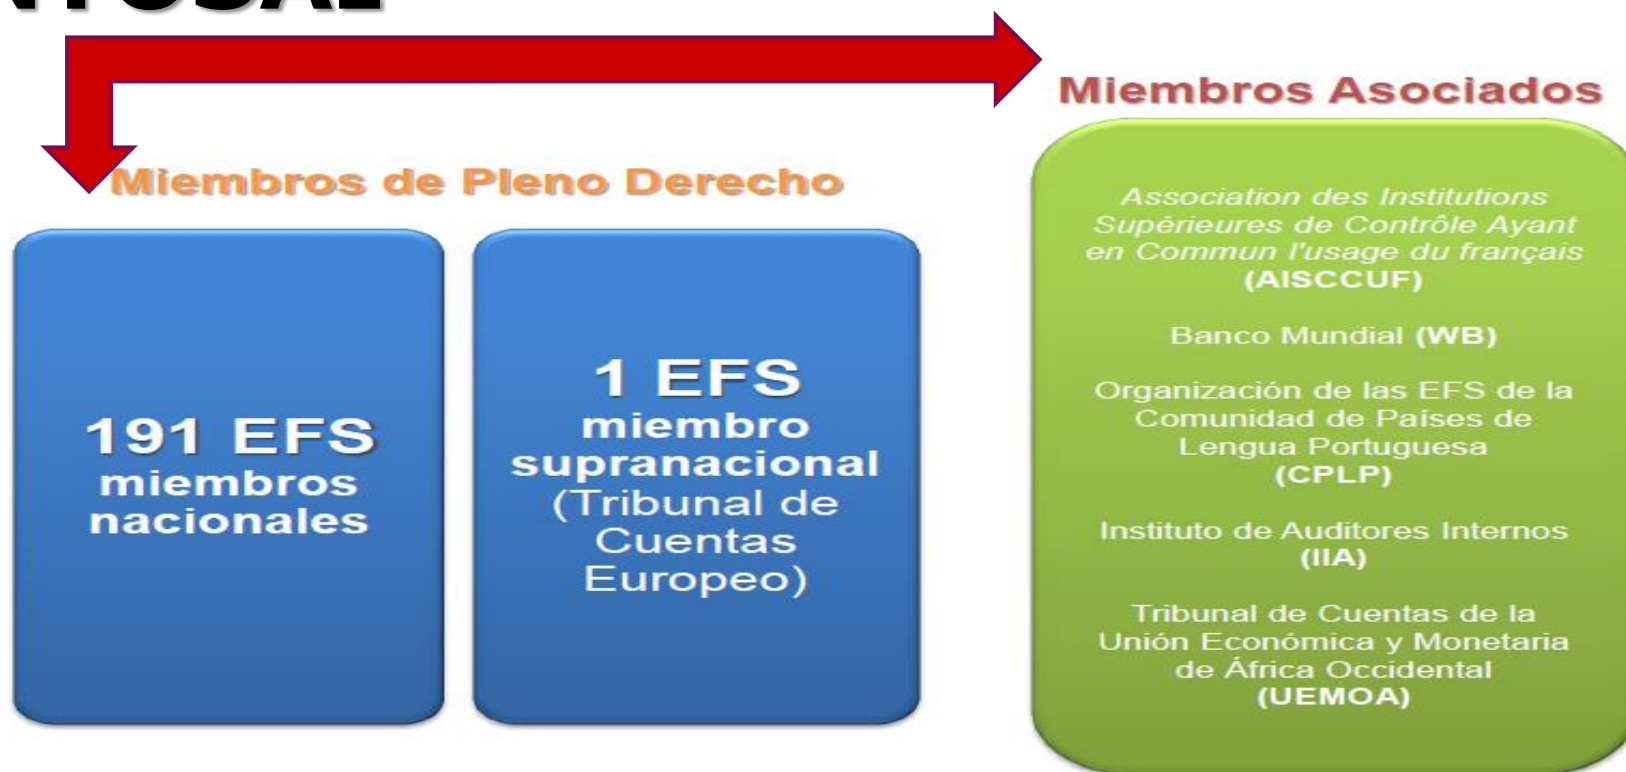 NTOSAI
Miembros Asociados
Miembros de Pleno Derecho
191 EFS
miembros
nacionales
1 EFS
miembro
supranacional
(Tribunal de
Cuentas
Europeo)
Association des Institutions
Supérieures de Contrôle Ayant
en Commun l'usage du français
(AISCCUF)
Banco Mundial (WB)
Organización de las EFS de la
Comunidad de Países de
Lengua Portuguesa
(CPLP)
Instituto de Auditores Internos
(IIA)
Tribunal de Cuentas de la
Unión Económica y Monetaria
de África Occidental
(UEMOA)